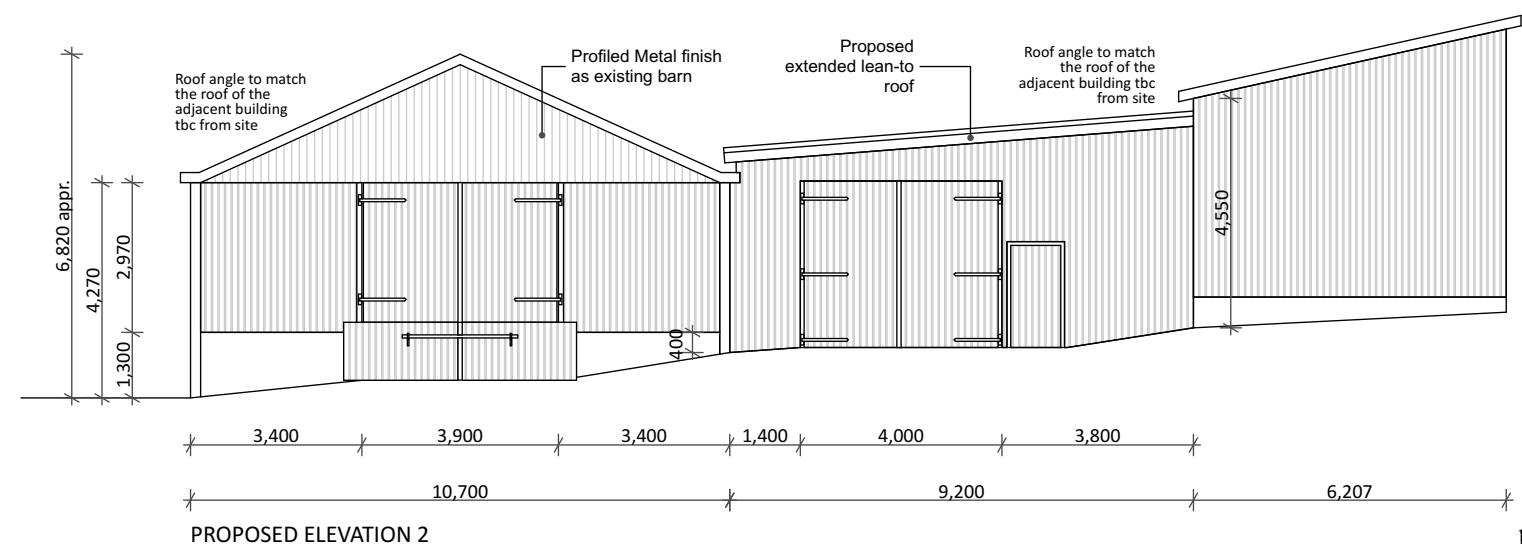 Roof angle to match
the roof of the
adjacent building
tbc from site
Profiled Metal finish
as existing barn
Proposed
extended lean-to
roof
Roof angle to match
the roof of the
adjacent building tbc
from site
6,820 appr.
4,270
2,970
1,300
400
4,550
3,400
3,900
3,400
1,400
4,000
3,800
10,700
9,200
6,207
PROPOSED ELEVATION 2